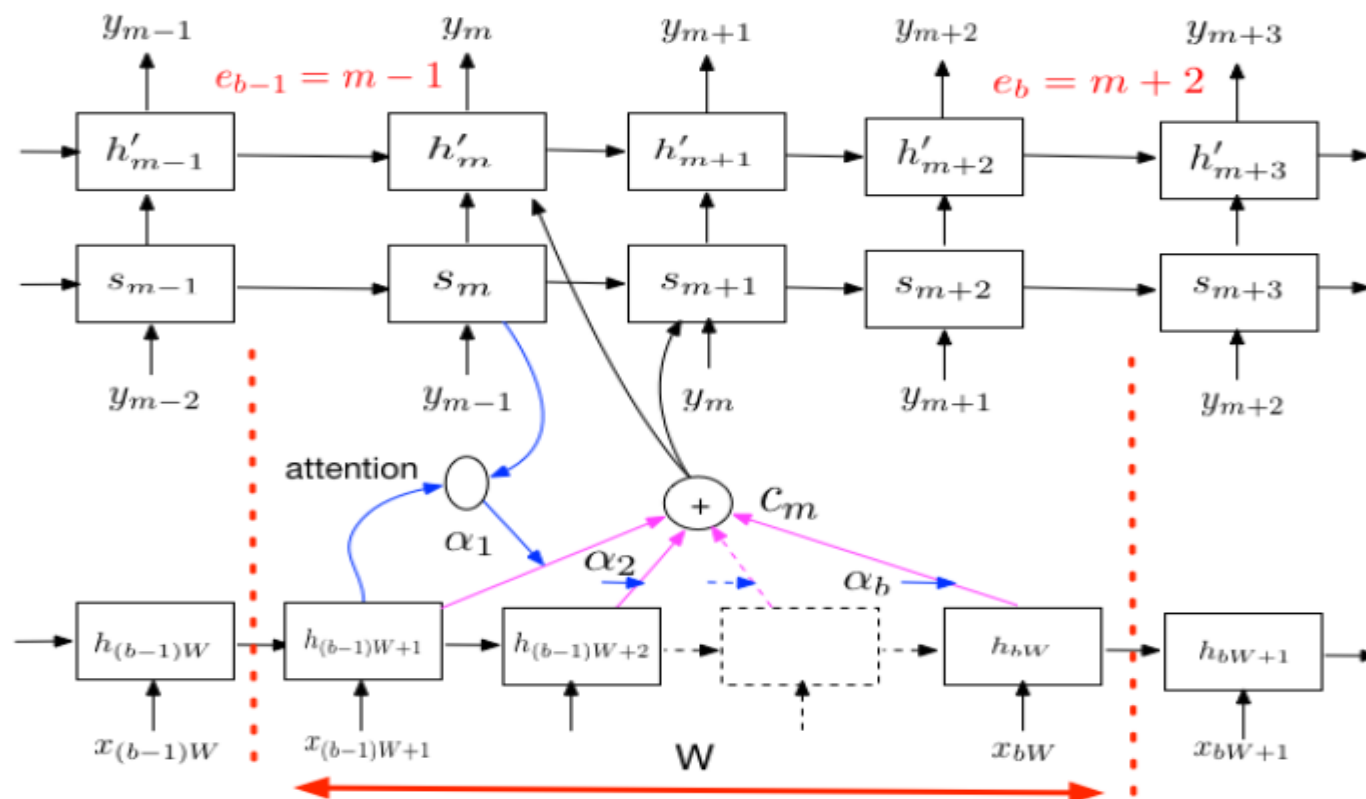 y_{m-1} y_m y_{m+1} y_{m+2} y_{m+3}
e_{b-1} = m - 1 e_b = m + 2
h'_{m-1} h'_m h'_{m+1} h'_{m+2} h'_{m+3}
s_{m-1} s_m s_{m+1} s_{m+2} s_{m+3}
y_{m-2} y_{m-1} y_m y_{m+1} y_{m+2}
attention
+ c_m
α_1 α_2 α_b
h_{(b-1)W} h_{(b-1)W+1} h_{(b-1)W+2} h_{bW} h_{bW+1}
x_{(b-1)W} x_{(b-1)W+1} W x_{bW} x_{bW+1}